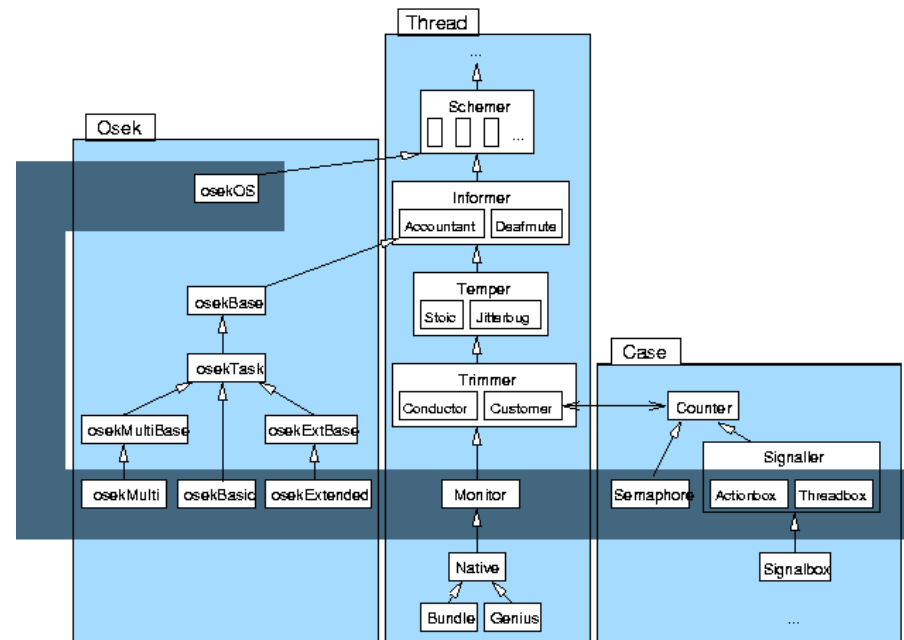 Thread
...
Schemer
...
Osek
osekOS
Informer
Accountant Deafmute
osekBase
Temper
Stoic Jitterbug
Case
osekTask
Trimmer
Conductor Customer
Counter
osekMultiBase osekExtBase
Signaller
osekMulti osekBasic osekExtended
Monitor
Semaphore
Actionbox Threadbox
Native
Signalbox
Bundle Genius
...